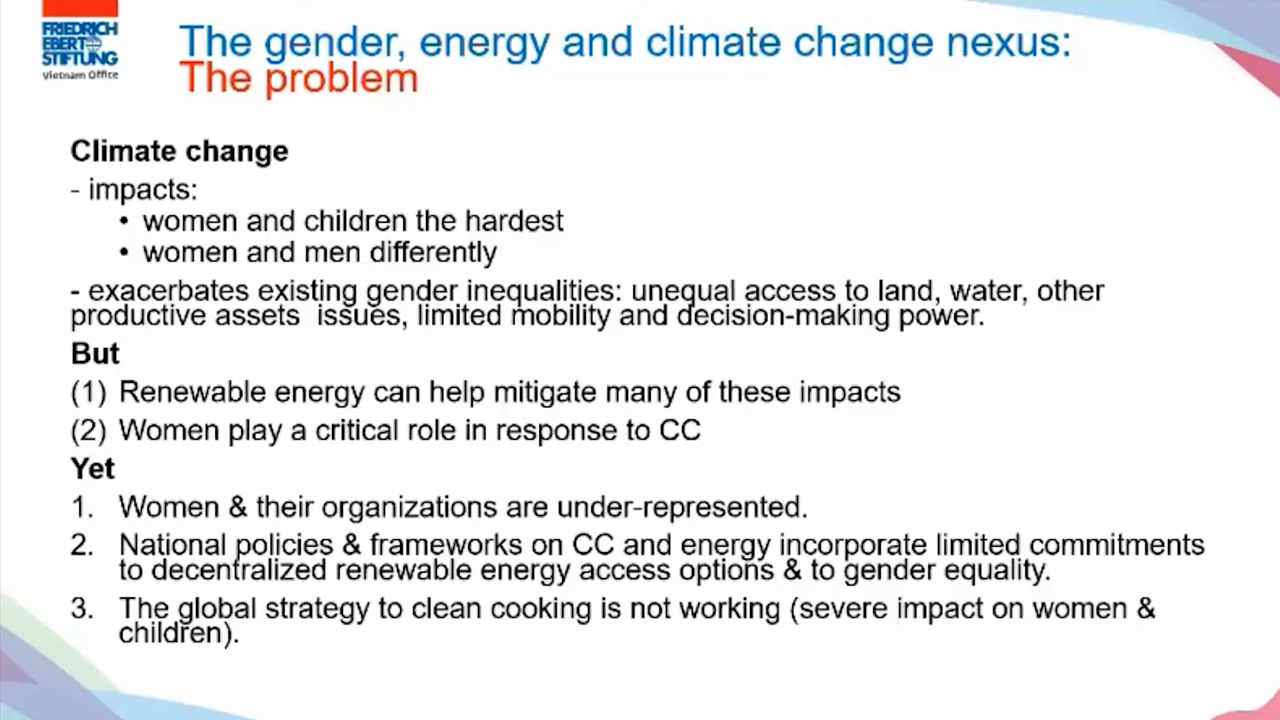 FRIEDRICH
EBERT
STIFTUNG
Vietnam Office
The gender, energy and climate change nexus:
The problem
Climate change
- impacts:
• women and children the hardest
• women and men differently
- exacerbates existing gender inequalities: unequal access to land, water, other
productive assets issues, limited mobility and decision-making power.
But
(1) Renewable energy can help mitigate many of these impacts
(2) Women play a critical role in response to CC
Yet
1. Women & their organizations are under-represented.
2. National policies & frameworks on CC and energy incorporate limited commitments
to decentralized renewable energy access options & to gender equality.
3. The global strategy to clean cooking is not working (severe impact on women &
children).